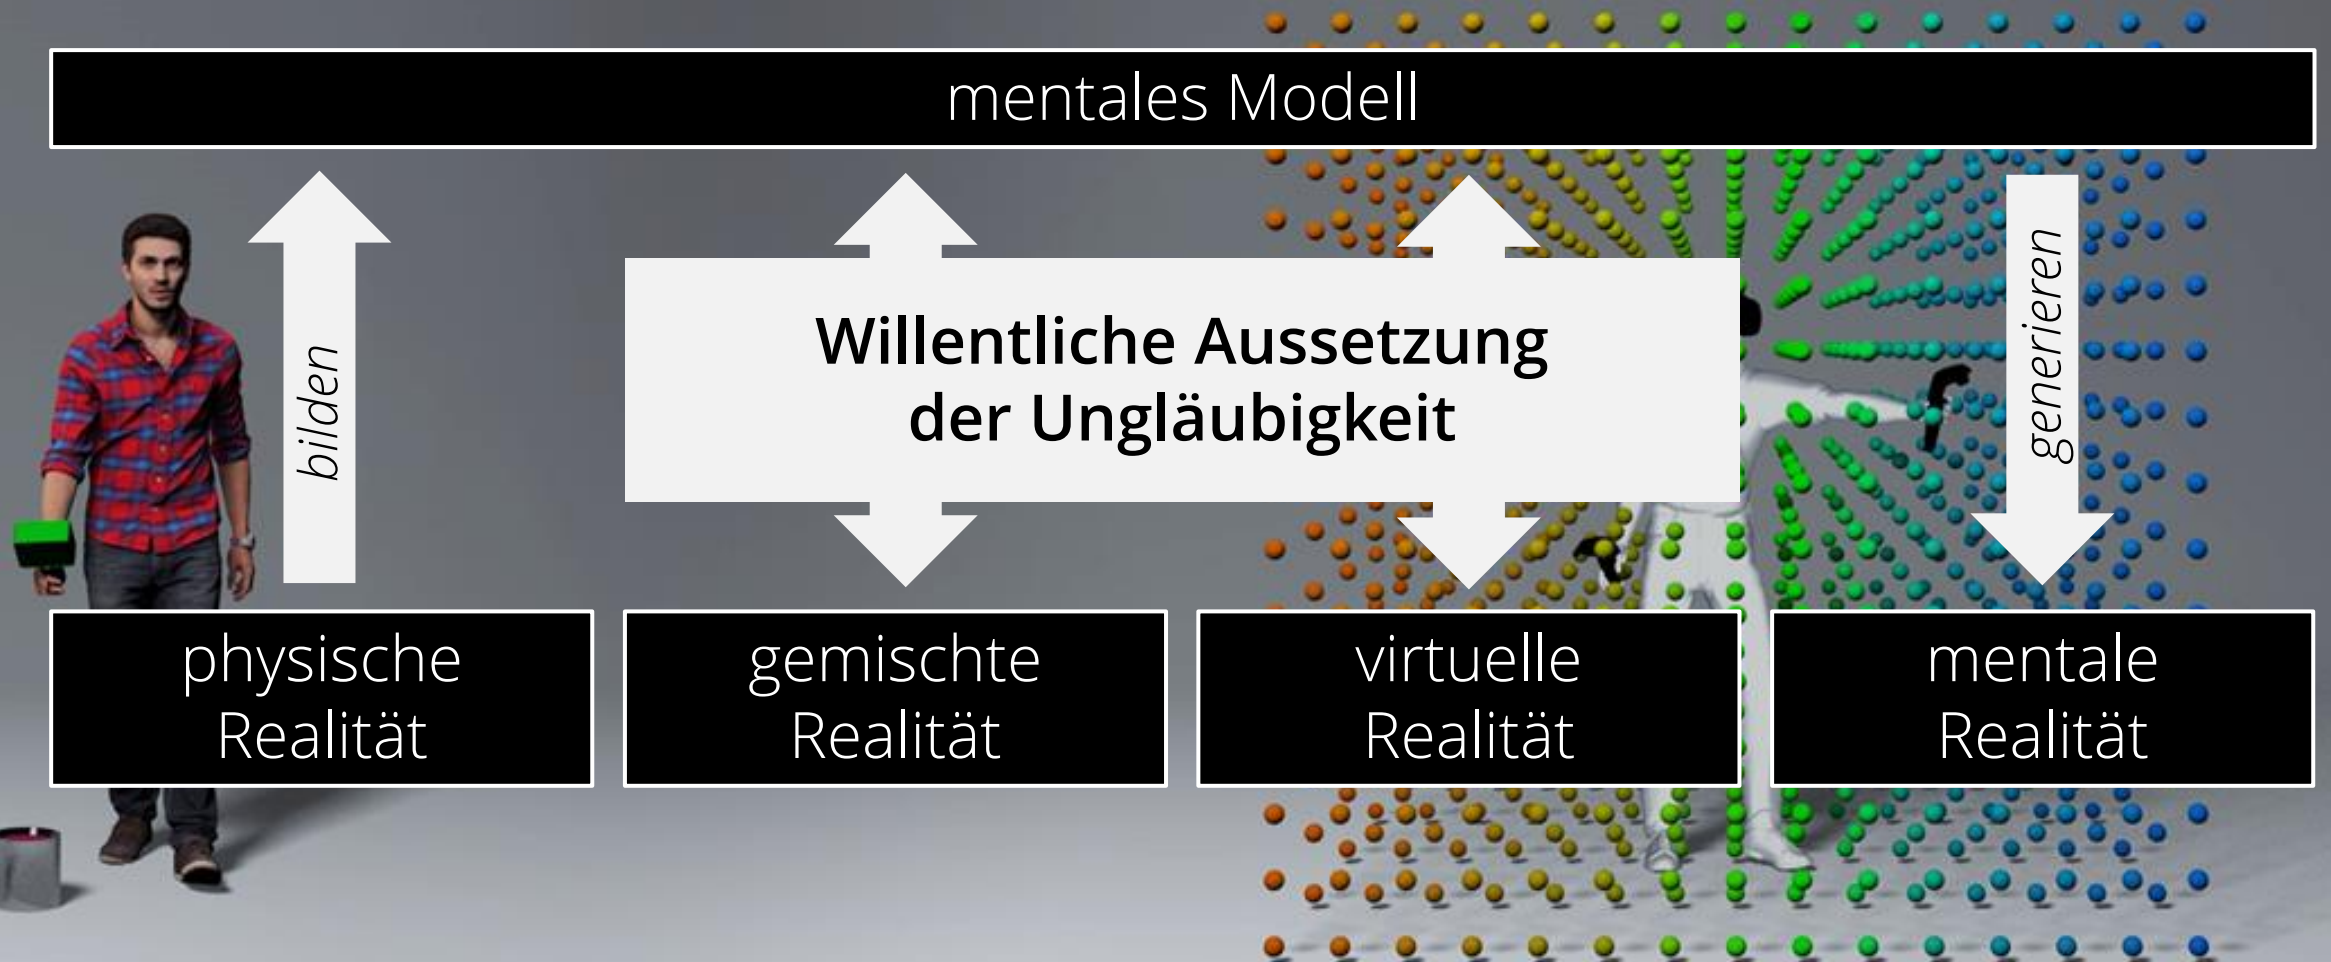 mentales Modell
bilden
Willentliche Aussetzung
der Ungläubigkeit
generieren
physische
Realität
gemischte
Realität
virtuelle
Realität
mentale
Realität